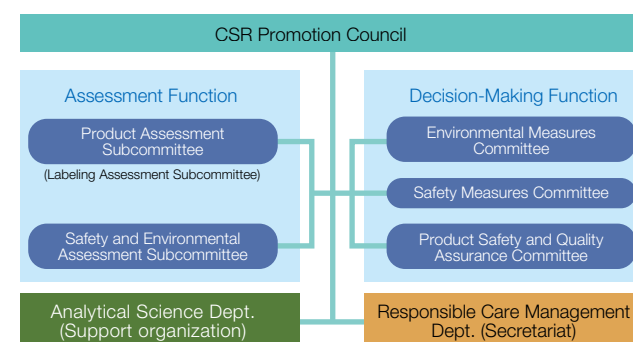 CSR Promotion Council
Assessment Function
Product Assessment
Subcommittee
(Labeling Assessment Subcommittee)
Safety and Environmental
Assessment Subcommittee
Decision-Making Function
Environmental Measures
Committee
Safety Measures Committee
Product Safety and Quality
Assurance Committee
Analytical Science Dept.
(Support organization)
Responsible Care Management
Dept. (Secretariat)